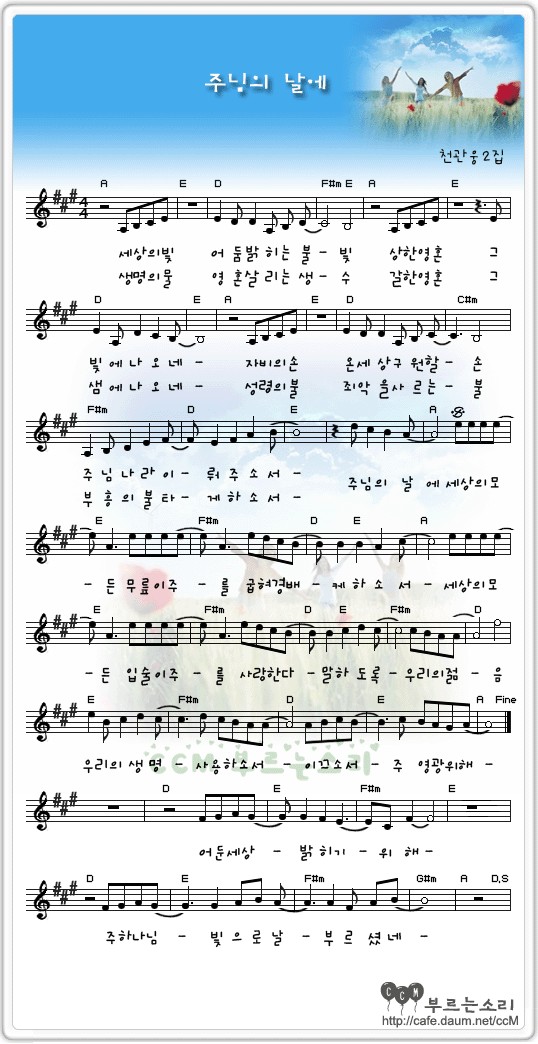 주님의 날에
천관웅2집
A E D F#m E A E
4
4
세상의빛 어 둠밝 히는 불- 빛 상한영혼 그
생명의물 영 혼살 리는 생- 수 갈한영혼 그
D E A E D C#m
빛 에 나 오 네 - 자비의손 온세 상구 원할 - 손
샘 에 나 오 네 - 성령의불 죄악 을사 르는 - 불
F#m D E A
주 님 나 라 이 - 뤄 주 소 서 - 주님의 날 에 세상의모
부 흥 의 불 타 - 게 하 소 서 -
E F#m D E A
- 든 무릎이주 - 를 굽혀경배 - 케 하 소 서 - 세상의모
E F#m D E F#m D
- 든 입술이주 - 를 사랑한다 - 말하 도록 - 우리의젊 - 음
E F#m D E A Fine
우리의 생 명 - 사용하소서 - 이끄소서 - 주 영광위해 -
CCM 부르는소리
D E F#m
어둔세상 - 밝 히기 - 위 해 -
D E F#m G#m A D,S
주하나님 - 빛 으 로 날 - 부 르 셨 네 -
CCM 부르는소리
http://cafe.daum.net/ccM